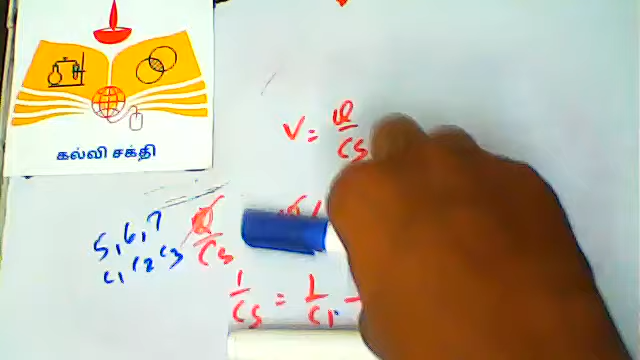 கல்வி சக்தி
V = Q/Cs
5, 6, 7
C1 C2 C3
Q/Cs
1/Cs = 1/C1